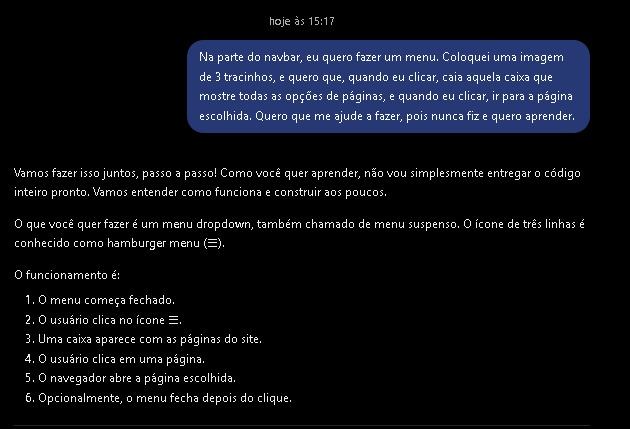 hoje às 15:17
Na parte do navbar, eu quero fazer um menu. Coloquei uma imagem
de 3 tracinhos, e quero que, quando eu clicar, caia aquela caixa que
mostre todas as opções de páginas, e quando eu clicar, ir para a página
escolhida. Quero que me ajude a fazer, pois nunca fiz e quero aprender.
Vamos fazer isso juntos, passo a passo! Como você quer aprender, não vou simplesmente entregar o código
inteiro pronto. Vamos entender como funciona e construir aos poucos.
O que você quer fazer é um menu dropdown, também chamado de menu suspenso. O ícone de três linhas é
conhecido como hamburger menu (☰).
O funcionamento é:
1. O menu começa fechado.
2. O usuário clica no ícone ☰.
3. Uma caixa aparece com as páginas do site.
4. O usuário clica em uma página.
5. O navegador abre a página escolhida.
6. Opcionalmente, o menu fecha depois do clique.